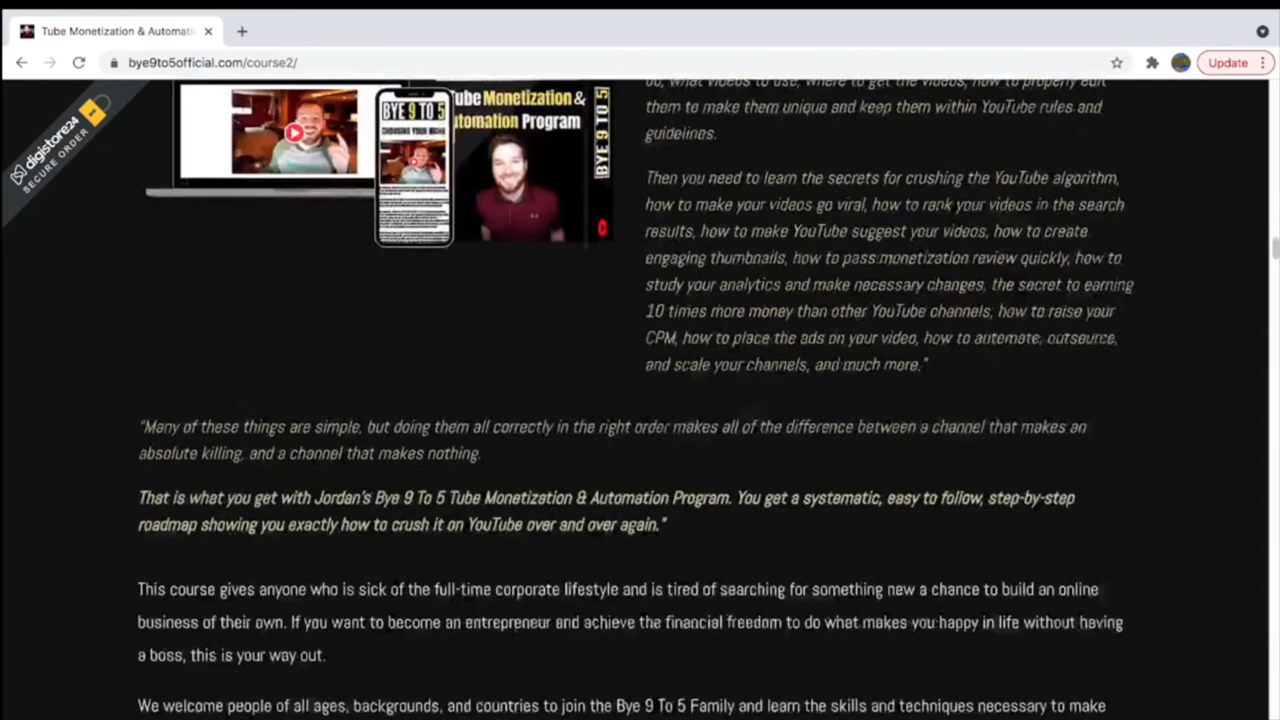 Tube Monetization & Automati
bye9to5official.com/course2/
Update
digistore24
SECURE ORDER
BYE 9 TO 5
CHOOSING YOUR NICHE
Tube Monetization &
Automation Program
BYE 9 TO 5
do, what videos to use, where to get the videos, how to properly edit
them to make them unique and keep them within YouTube rules and
guidelines.
Then you need to learn the secrets for crushing the YouTube algorithm,
how to make your videos go viral, how to rank your videos in the search
results, how to make YouTube suggest your videos, how to create
engaging thumbnails, how to pass monetization review quickly, how to
study your analytics and make necessary changes, the secret to earning
10 times more money than other YouTube channels, how to raise your
CPM, how to place the ads on your video, how to automate, outsource,
and scale your channels, and much more."
"Many of these things are simple, but doing them all correctly in the right order makes all of the difference between a channel that makes an
absolute killing, and a channel that makes nothing.
That is what you get with Jordan's Bye 9 To 5 Tube Monetization & Automation Program. You get a systematic, easy to follow, step-by-step
roadmap showing you exactly how to crush it on YouTube over and over again."
This course gives anyone who is sick of the full-time corporate lifestyle and is tired of searching for something new a chance to build an online
business of their own. If you want to become an entrepreneur and achieve the financial freedom to do what makes you happy in life without having
a boss, this is your way out.
We welcome people of all ages, backgrounds, and countries to join the Bye 9 To 5 Family and learn the skills and techniques necessary to make